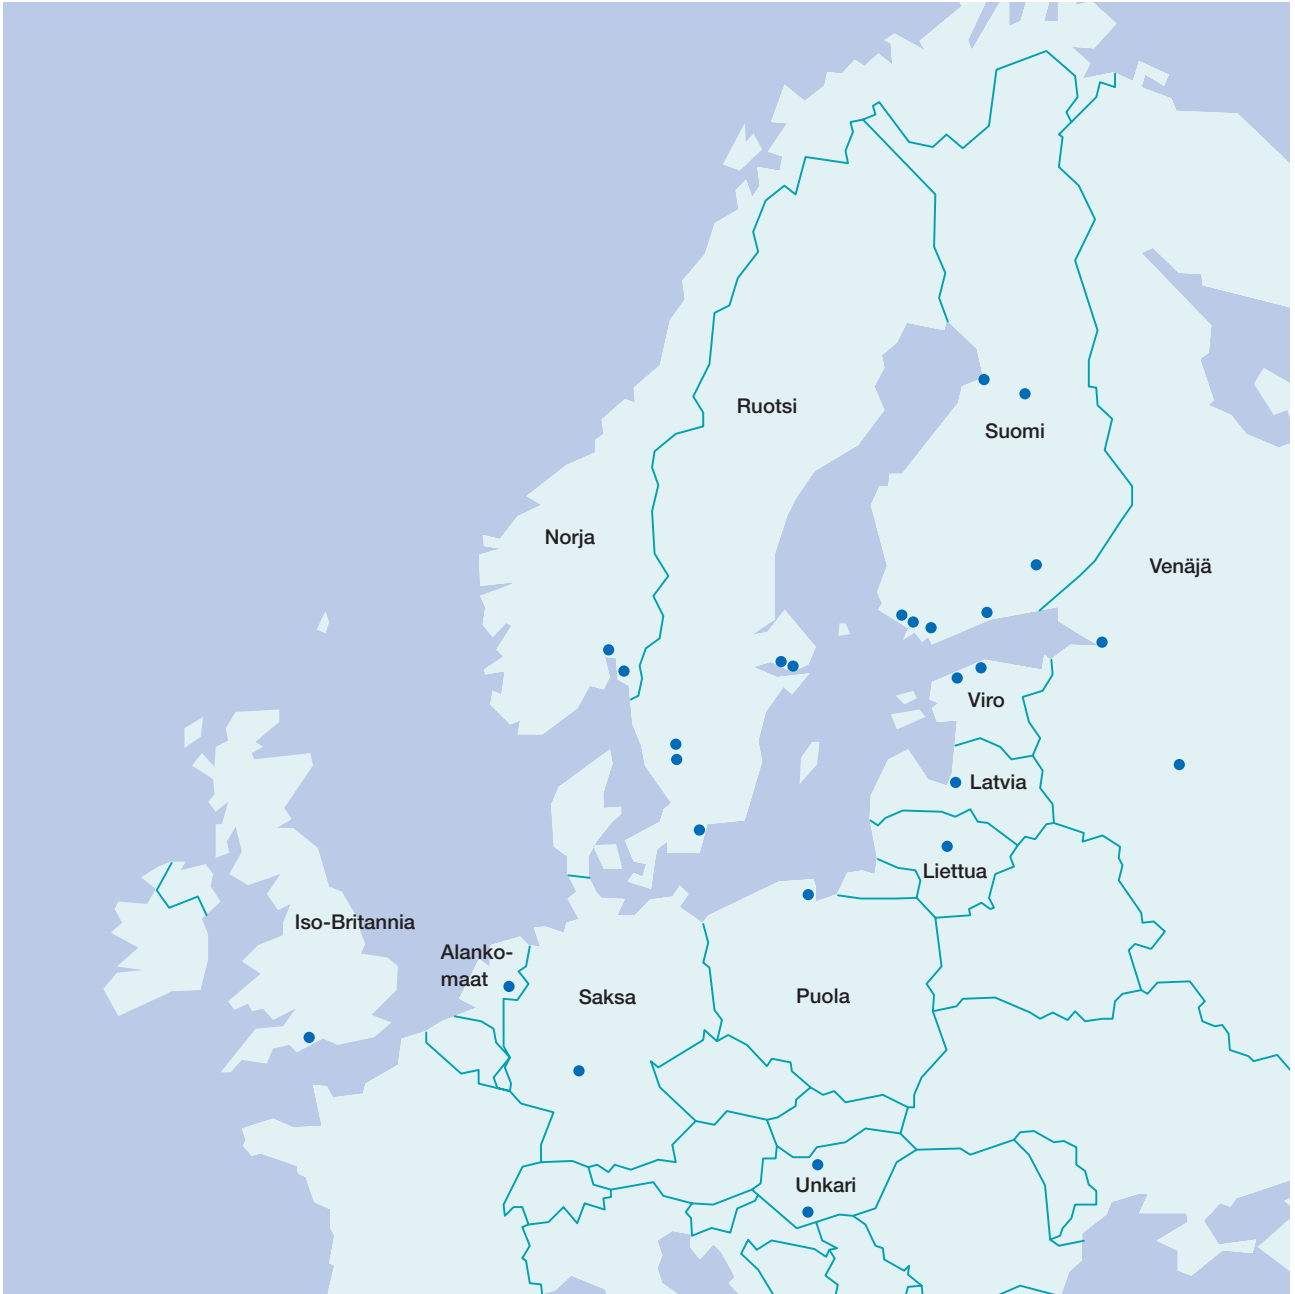 Ruotsi
Suomi
Norja
Venäjä
Viro
Latvia
Liettua
Iso-Britannia
Alanko-
maat
Saksa
Puola
Unkari